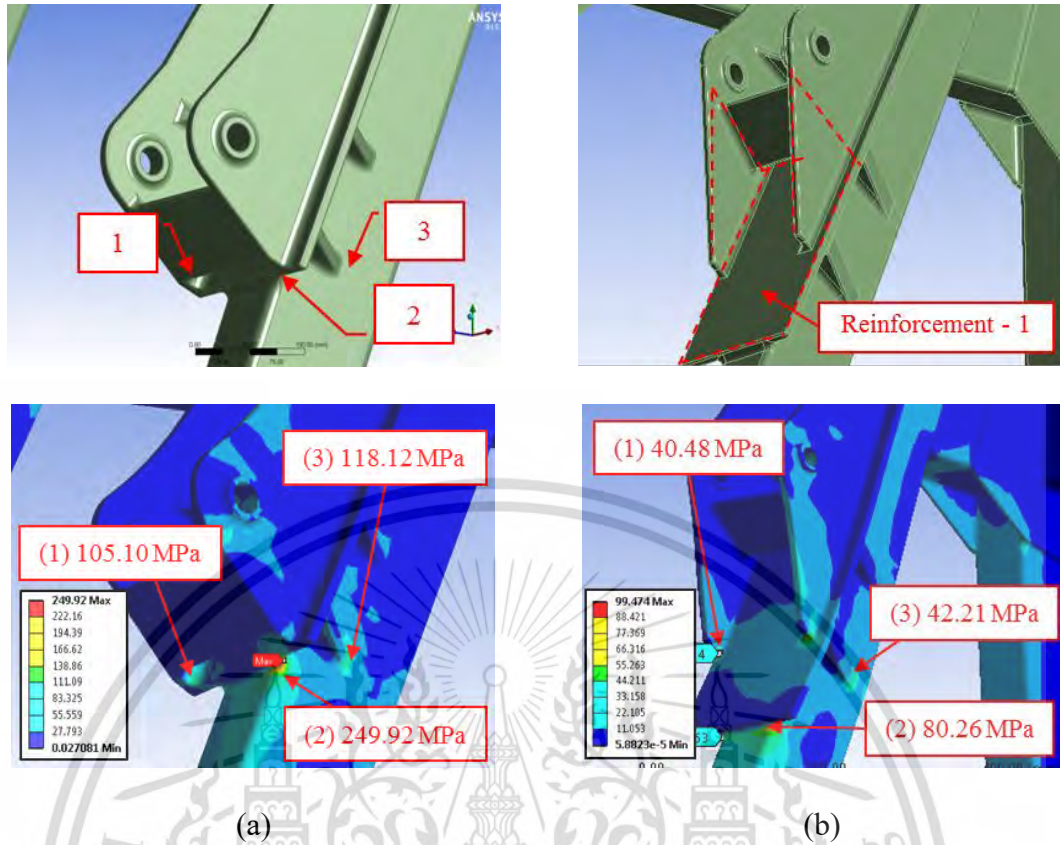 ANSYS
1
3
2
Reinforcement - 1
(3) 118.12 MPa
(1) 105.10 MPa
249.92 Max
222.16
194.39
166.62
138.86
111.09
83.325
55.559
27.793
0.027081 Min
Max
(2) 249.92 MPa
(1) 40.48 MPa
99.474 Max
88.421
77.369
66.316
55.263
44.211
33.158
22.105
11.053
5.8823e-5 Min
(3) 42.21 MPa
(2) 80.26 MPa
0.00
(a)
(b)